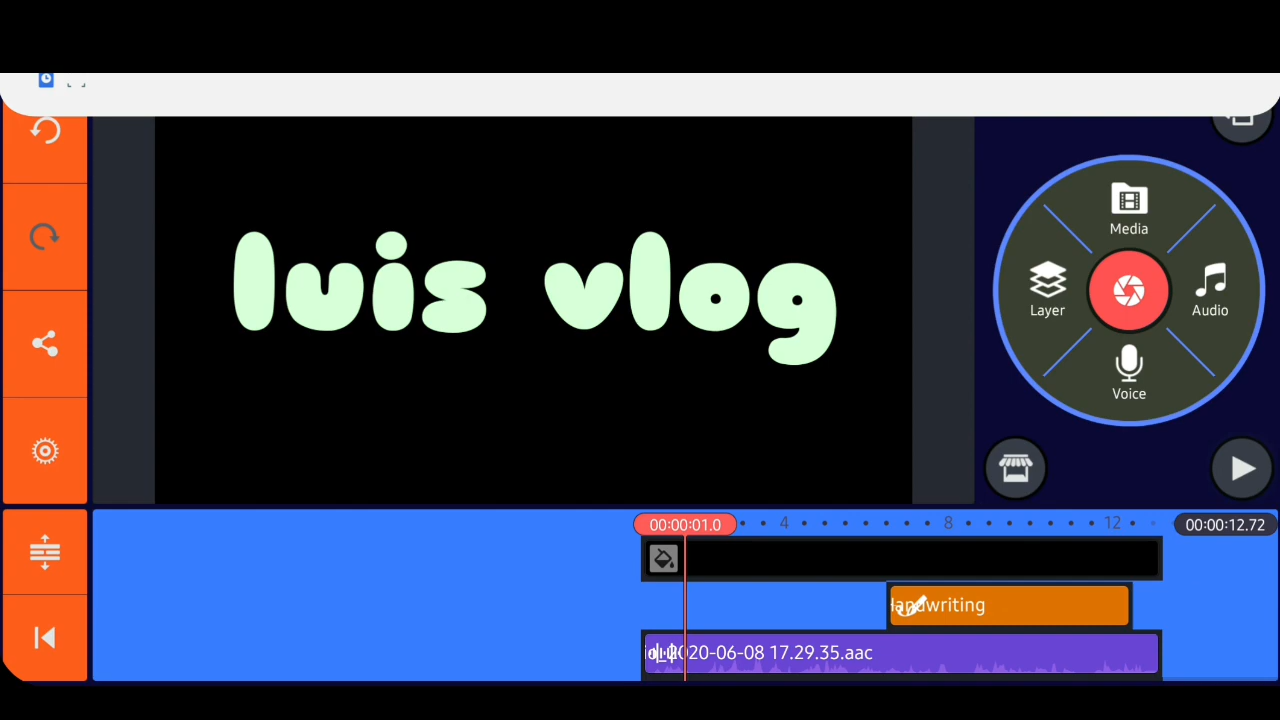 luis vlog
Media
Layer
Audio
Voice
00:00:01.0
4
8
12
00:00:12.72
Handwriting
2020-06-08 17.29.35.aac